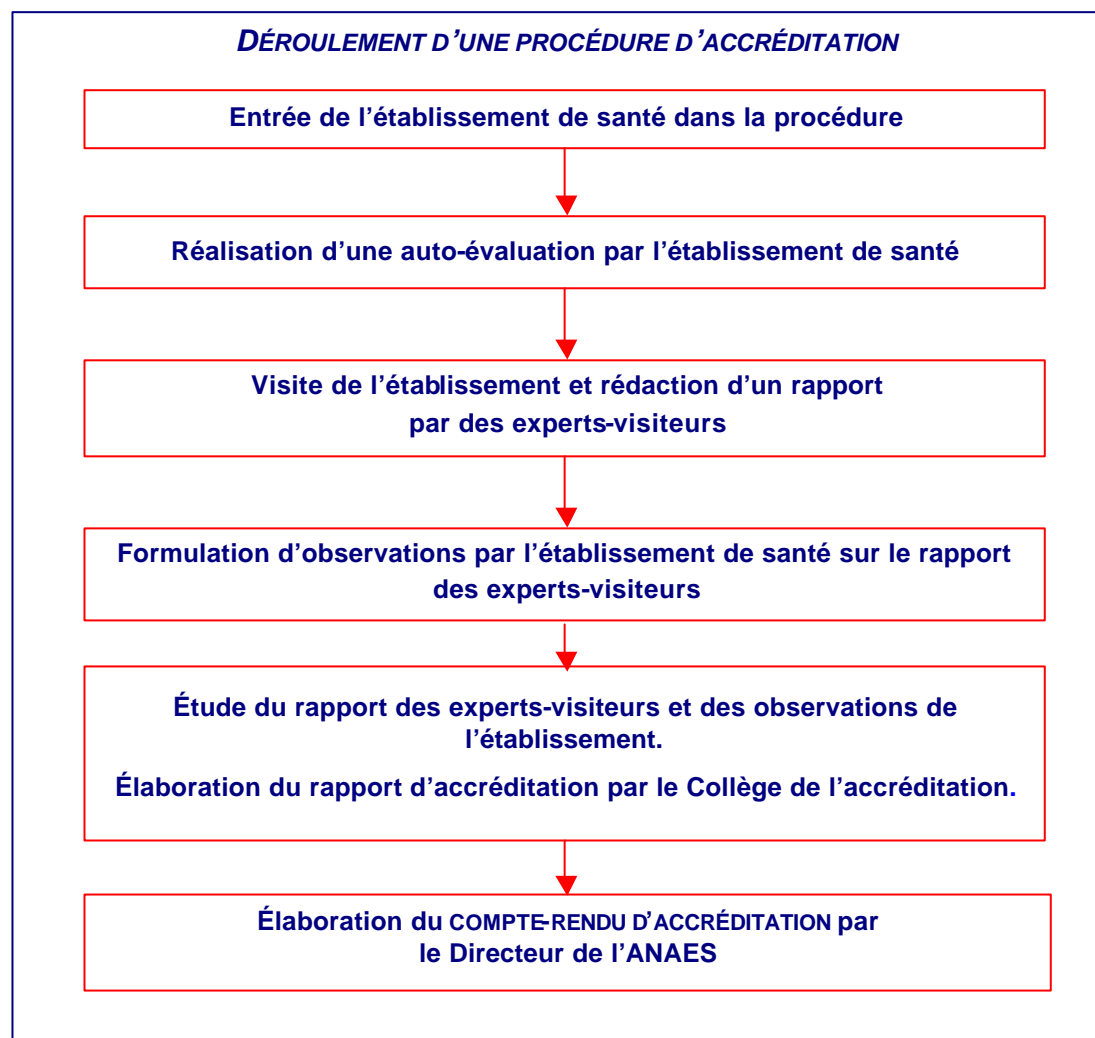 DÉROULEMENT D’UNE PROCÉDURE D’ACCRÉDITATION
Entrée de l’établissement de santé dans la procédure
Réalisation d’une auto-évaluation par l’établissement de santé
Visite de l’établissement et rédaction d’un rapport
par des experts-visiteurs
Formulation d’observations par l’établissement de santé sur le rapport
des experts-visiteurs
Étude du rapport des experts-visiteurs et des observations de
l’établissement.
Élaboration du rapport d’accréditation par le Collège de l’accréditation.
Élaboration du COMPTE-RENDU D’ACCRÉDITATION par
le Directeur de l’ANAES